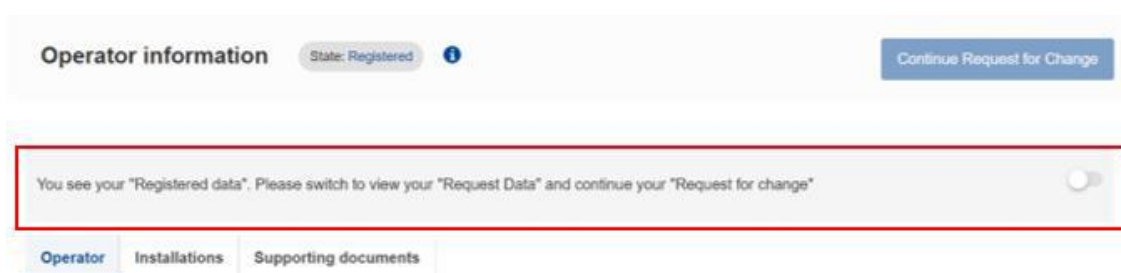 Operator information State: Registered i Continue Request for Change
You see your "Registered data". Please switch to view your "Request Data" and continue your "Request for change"
Operator Installations Supporting documents